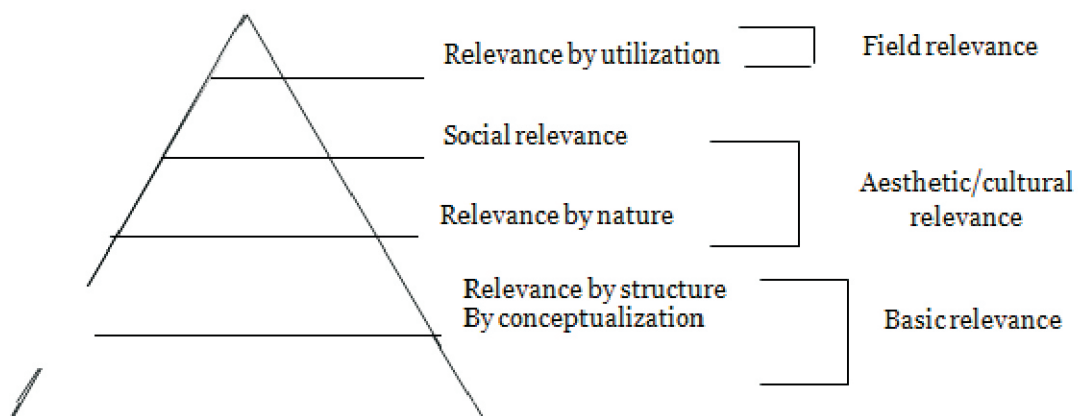 Relevance by utilization
Field relevance
Social relevance
Aesthetic/cultural
relevance
Relevance by nature
Relevance by structure
By conceptualization
Basic relevance